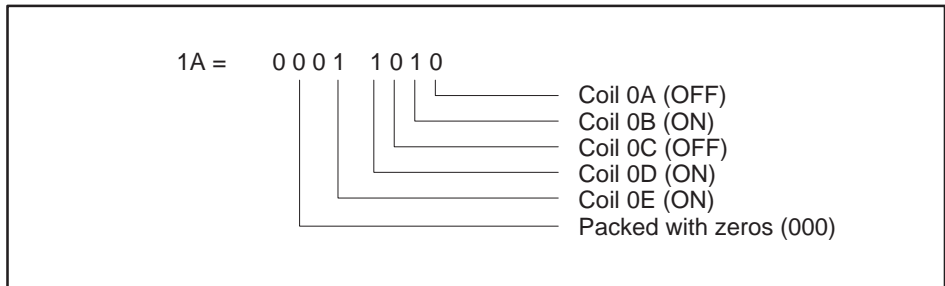 1A = 0 0 0 1 1 0 1 0
Coil 0A (OFF)
Coil 0B (ON)
Coil 0C (OFF)
Coil 0D (ON)
Coil 0E (ON)
Packed with zeros (000)